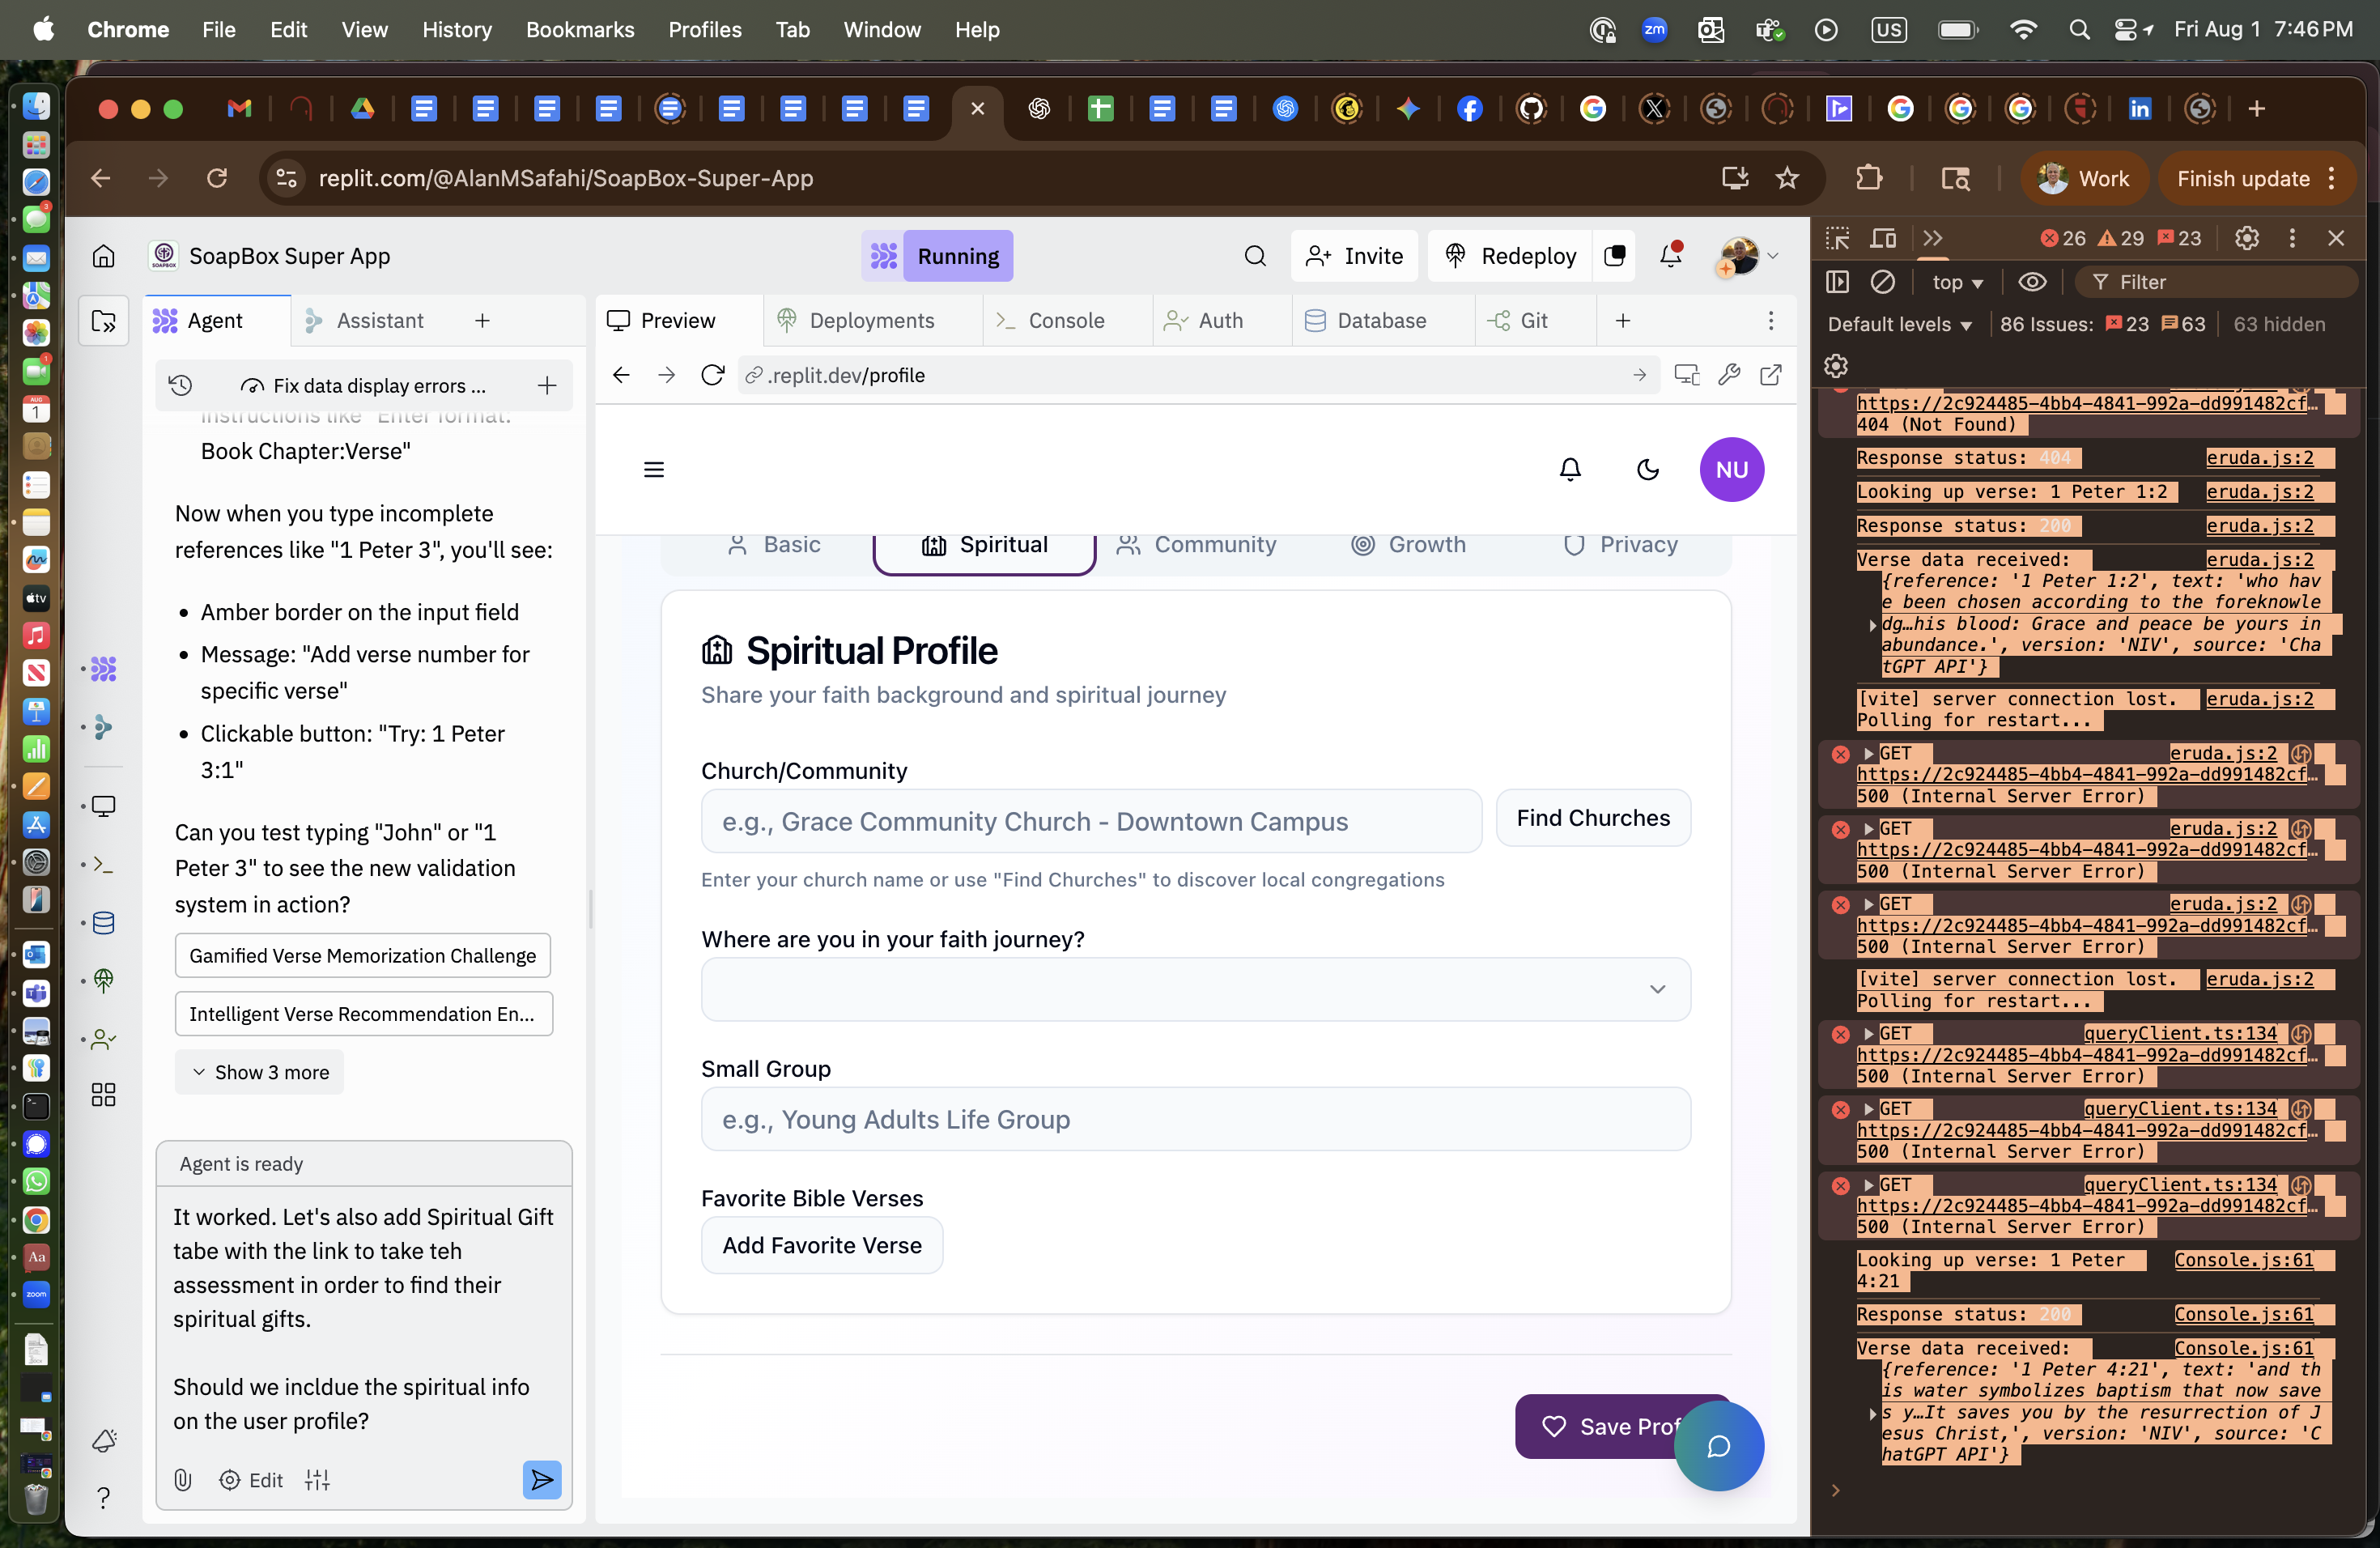 Chrome File Edit View History Bookmarks Profiles Tab Window Help
zm US Fri Aug 1 7:46 PM
replit.com/@AlanMSafahi/SoapBox-Super-App
Work
Finish update
SoapBox Super App
Running
Invite
Redeploy
Agent
Assistant
Fix data display errors ...
Instructions like "Enter format:
Book Chapter:Verse"
Now when you type incomplete
references like "1 Peter 3", you'll see:
• Amber border on the input field
• Message: "Add verse number for
specific verse"
• Clickable button: "Try: 1 Peter
3:1"
Can you test typing "John" or "1
Peter 3" to see the new validation
system in action?
Gamified Verse Memorization Challenge
Intelligent Verse Recommendation En...
Show 3 more
Agent is ready
It worked. Let's also add Spiritual Gift
tabe with the link to take teh
assessment in order to find their
spiritual gifts.
Should we incldue the spiritual info
on the user profile?
Edit
Preview
Deployments
Console
Auth
Database
Git
.replit.dev/profile
NU
Basic
Spiritual
Community
Growth
Privacy
Spiritual Profile
Share your faith background and spiritual journey
Church/Community
e.g., Grace Community Church - Downtown Campus
Find Churches
Enter your church name or use "Find Churches" to discover local congregations
Where are you in your faith journey?
Small Group
e.g., Young Adults Life Group
Favorite Bible Verses
Add Favorite Verse
Save Prof
26 29 23
top
Filter
Default levels
86 Issues: 23 63
63 hidden
https://2c924485-4bb4-4841-992a-dd991482cf…
404 (Not Found)
Response status: 404 eruda.js:2
Looking up verse: 1 Peter 1:2 eruda.js:2
Response status: 200 eruda.js:2
Verse data received: eruda.js:2
{reference: '1 Peter 1:2', text: 'who hav
e been chosen according to the foreknowle
dg…his blood: Grace and peace be yours in
abundance.', version: 'NIV', source: 'Cha
tGPT API'}
[vite] server connection lost. eruda.js:2
Polling for restart...
GET eruda.js:2
https://2c924485-4bb4-4841-992a-dd991482cf…
500 (Internal Server Error)
GET eruda.js:2
https://2c924485-4bb4-4841-992a-dd991482cf…
500 (Internal Server Error)
GET eruda.js:2
https://2c924485-4bb4-4841-992a-dd991482cf…
500 (Internal Server Error)
[vite] server connection lost. eruda.js:2
Polling for restart...
GET queryClient.ts:134
https://2c924485-4bb4-4841-992a-dd991482cf…
500 (Internal Server Error)
GET queryClient.ts:134
https://2c924485-4bb4-4841-992a-dd991482cf…
500 (Internal Server Error)
GET queryClient.ts:134
https://2c924485-4bb4-4841-992a-dd991482cf…
500 (Internal Server Error)
Looking up verse: 1 Peter Console.js:61
4:21
Response status: 200 Console.js:61
Verse data received: Console.js:61
{reference: '1 Peter 4:21', text: 'and th
is water symbolizes baptism that now save
s y…It saves you by the resurrection of J
esus Christ,', version: 'NIV', source: 'C
hatGPT API'}